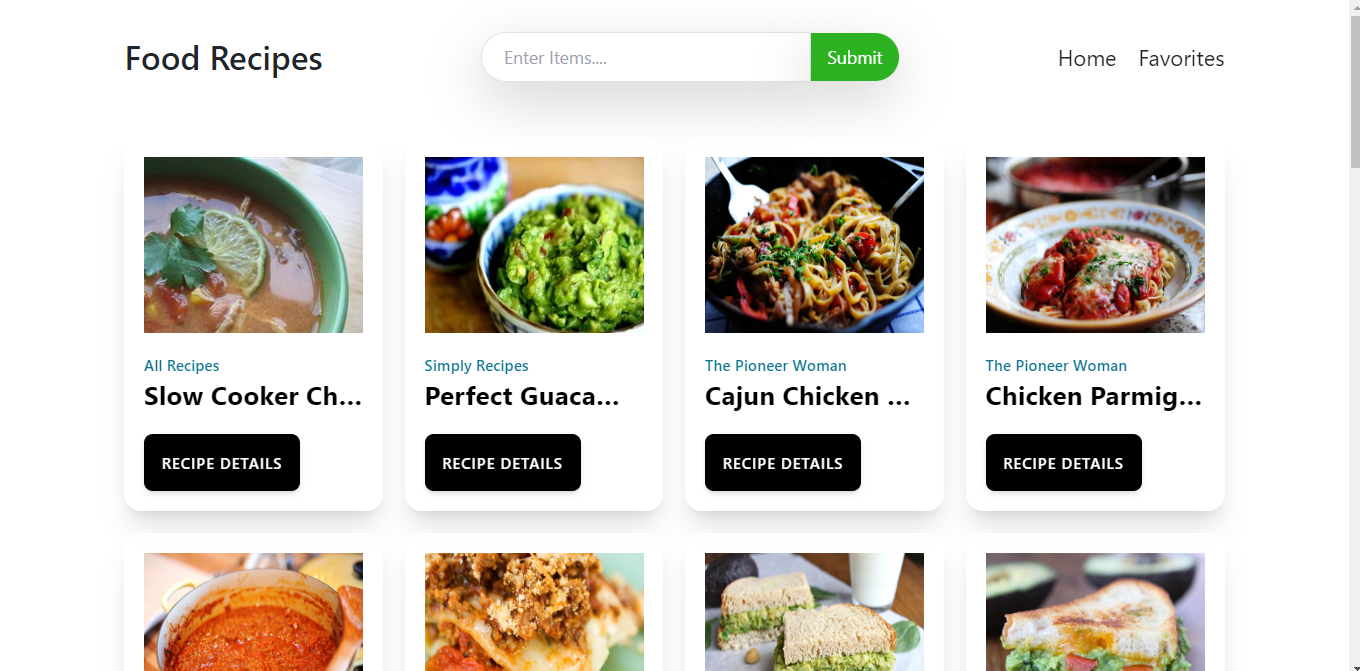 Food Recipes
Enter Items....
Submit
Home
Favorites
All Recipes
Slow Cooker Ch...
RECIPE DETAILS
Simply Recipes
Perfect Guaca...
RECIPE DETAILS
The Pioneer Woman
Cajun Chicken ...
RECIPE DETAILS
The Pioneer Woman
Chicken Parmig...
RECIPE DETAILS